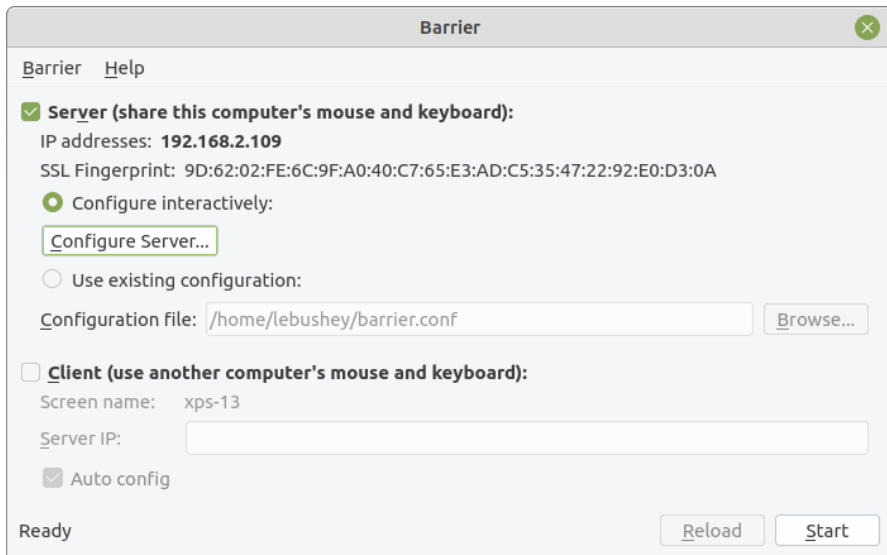 Barrier
Barrier Help
Server (share this computer's mouse and keyboard):
IP addresses: 192.168.2.109
SSL Fingerprint: 9D:62:02:FE:6C:9F:A0:40:C7:65:E3:AD:C5:35:47:22:92:E0:D3:0A
Configure interactively:
Configure Server...
Use existing configuration:
Configuration file: /home/lebushey/barrier.conf Browse...
Client (use another computer's mouse and keyboard):
Screen name: xps-13
Server IP:
Auto config
Ready Reload Start